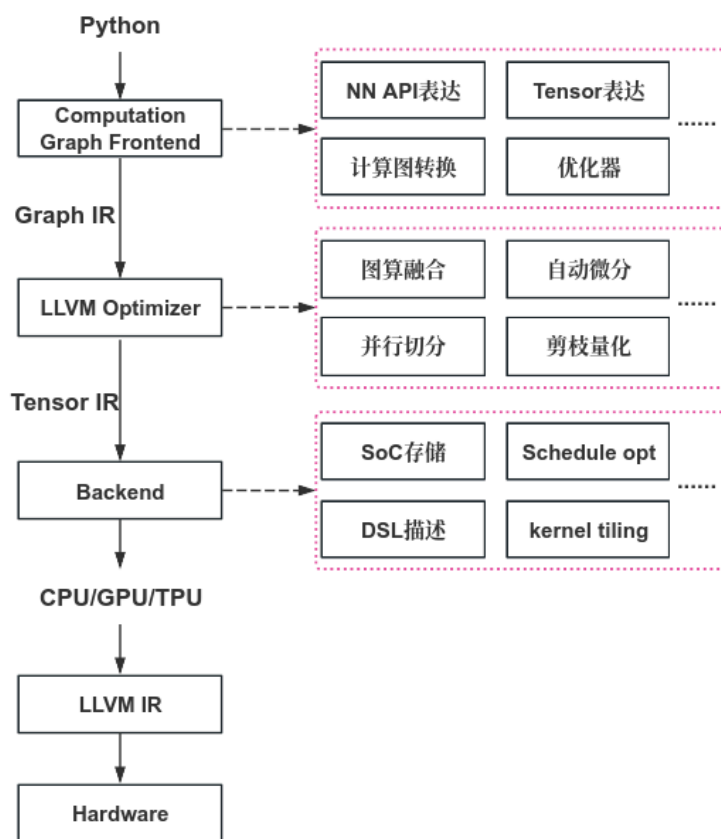 Python
Computation
Graph Frontend
NN API表达
Tensor表达
......
计算图转换
优化器
Graph IR
LLVM Optimizer
图算融合
自动微分
......
并行切分
剪枝量化
Tensor IR
Backend
SoC存储
Schedule opt
......
DSL描述
kernel tiling
CPU/GPU/TPU
LLVM IR
Hardware